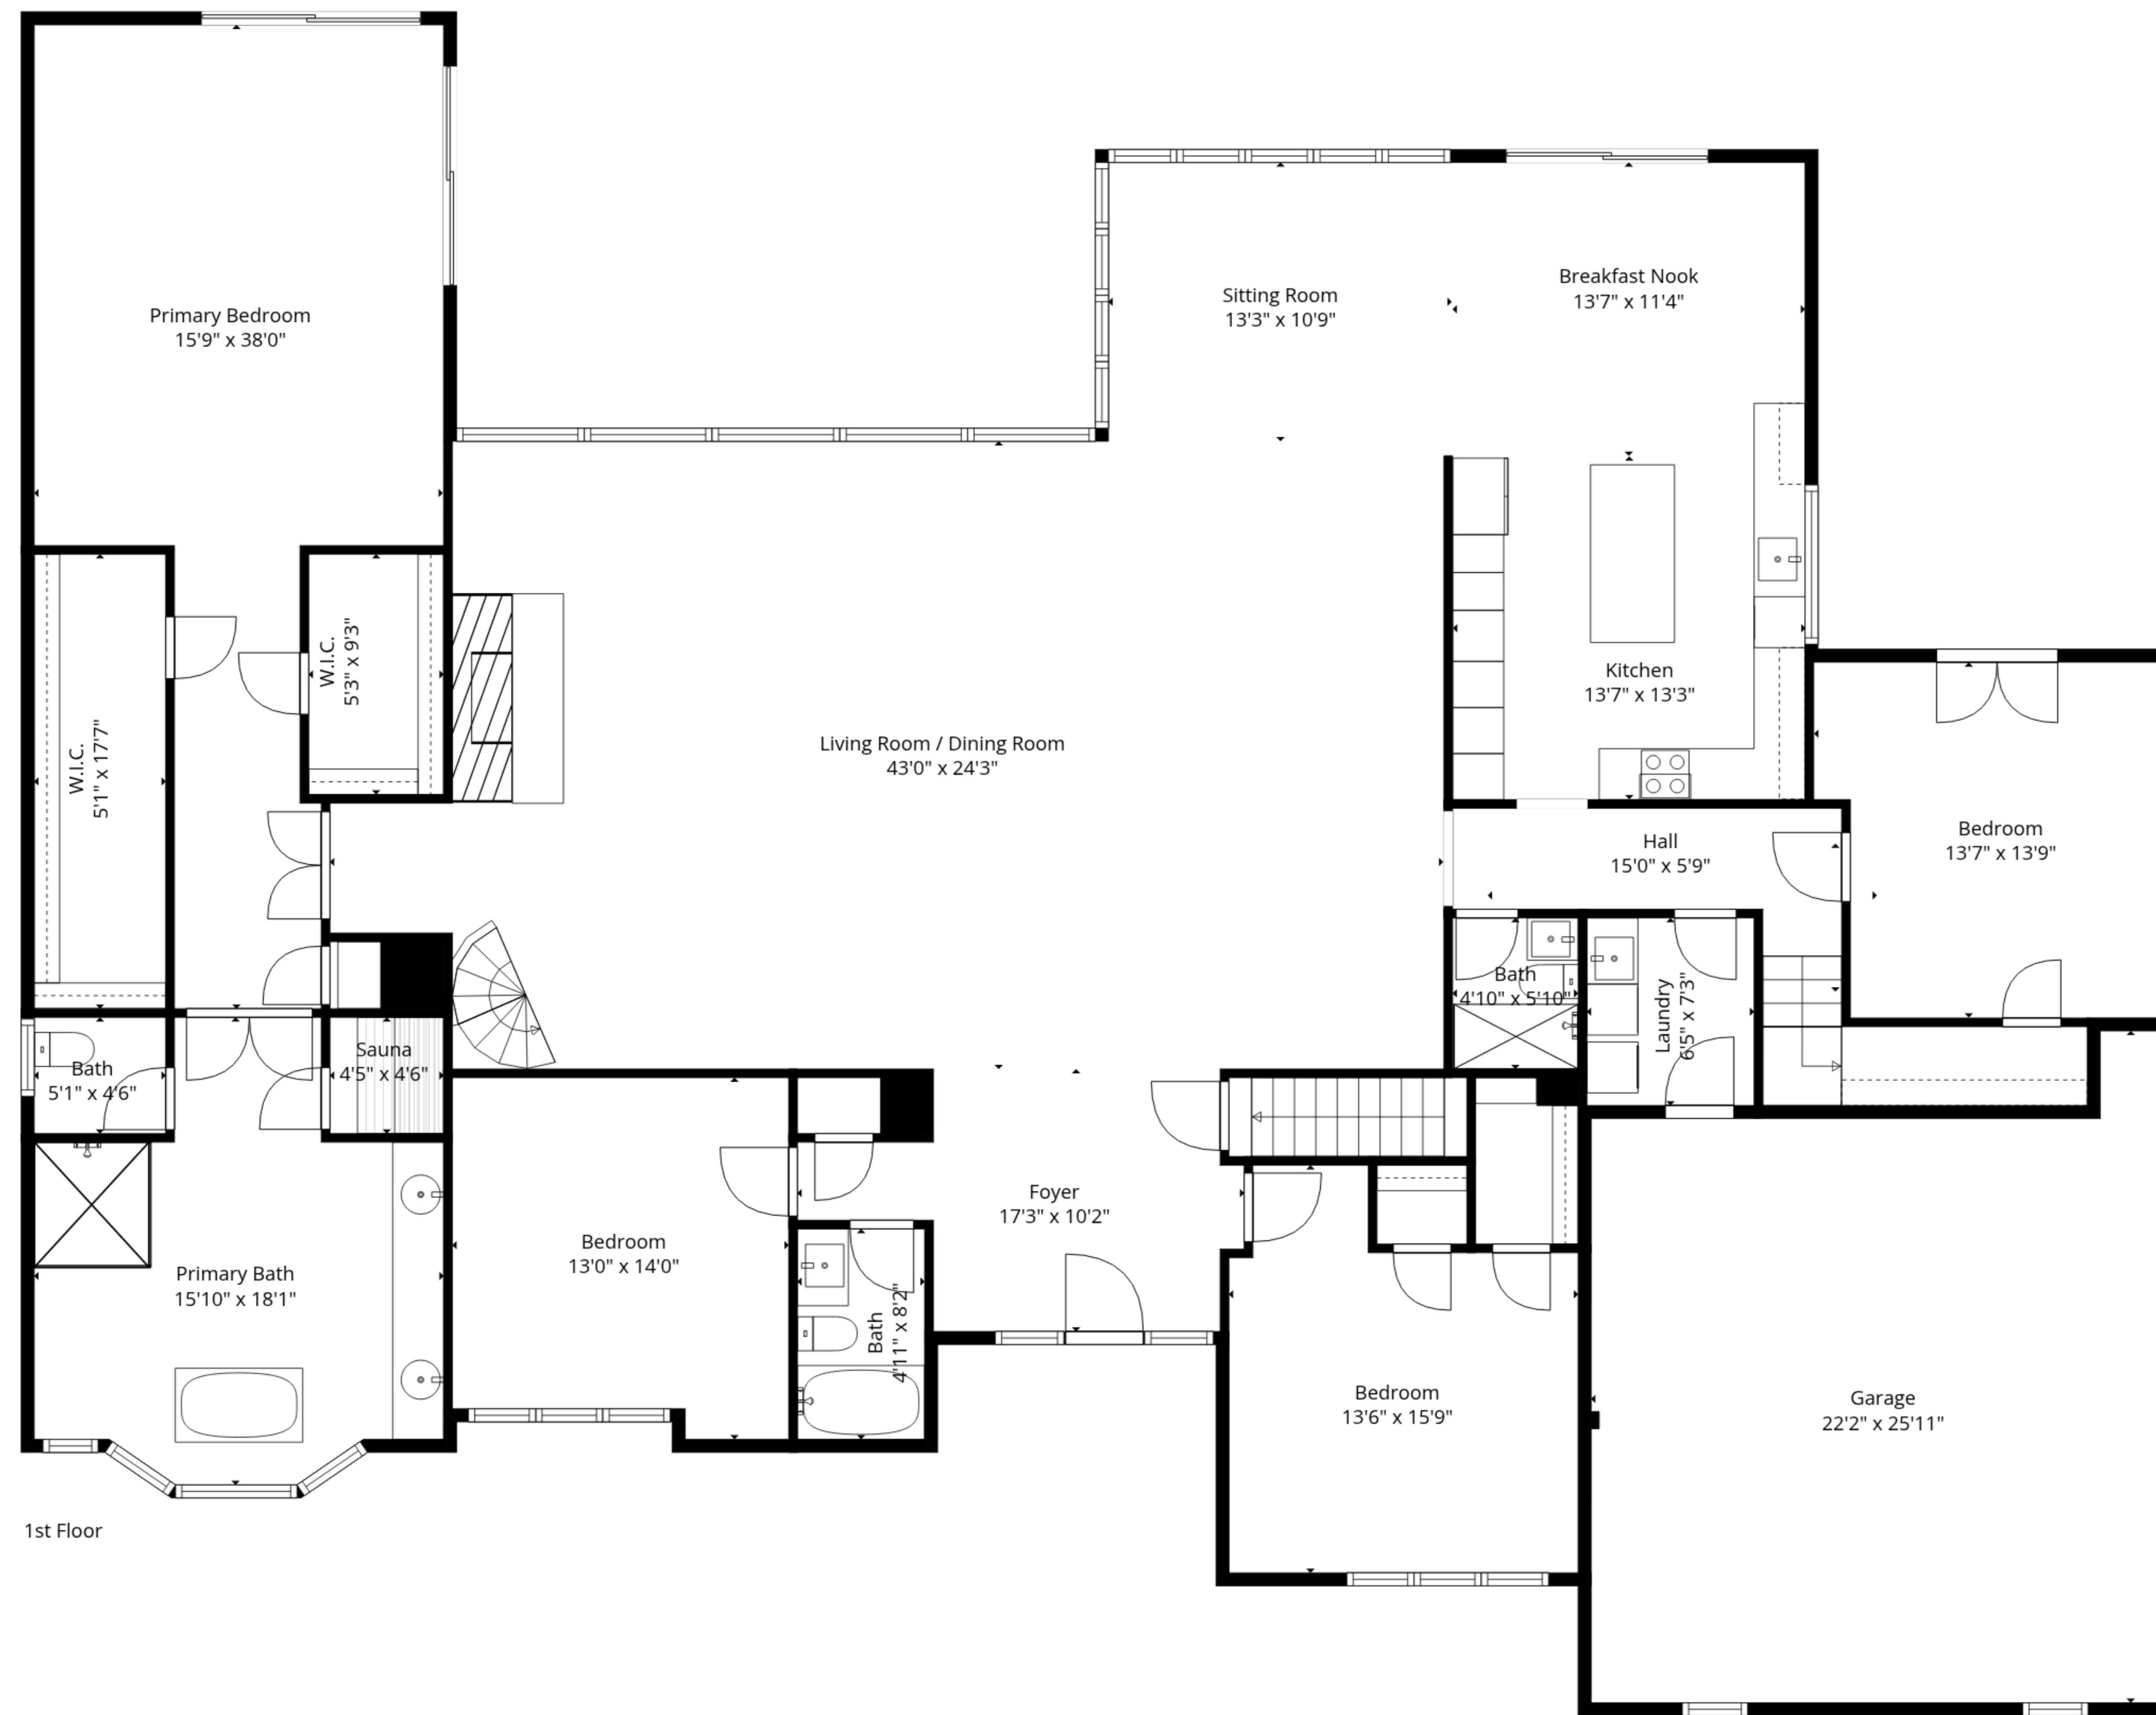 Primary Bedroom
15'9" x 38'0"
Sitting Room
13'3" x 10'9"
Breakfast Nook
13'7" x 11'4"
W.I.C.
5'1" x 17'7"
W.I.C.
5'3" x 9'3"
Living Room / Dining Room
43'0" x 24'3"
Kitchen
13'7" x 13'3"
Hall
15'0" x 5'9"
Bedroom
13'7" x 13'9"
Bath
5'1" x 4'6"
Sauna
4'5" x 4'6"
Bath
4'10" x 5'10"
Laundry
6'5" x 7'3"
Primary Bath
15'10" x 18'1"
Bedroom
13'0" x 14'0"
Bath
4'11" x 8'2"
Foyer
17'3" x 10'2"
Bedroom
13'6" x 15'9"
Garage
22'2" x 25'11"
1st Floor